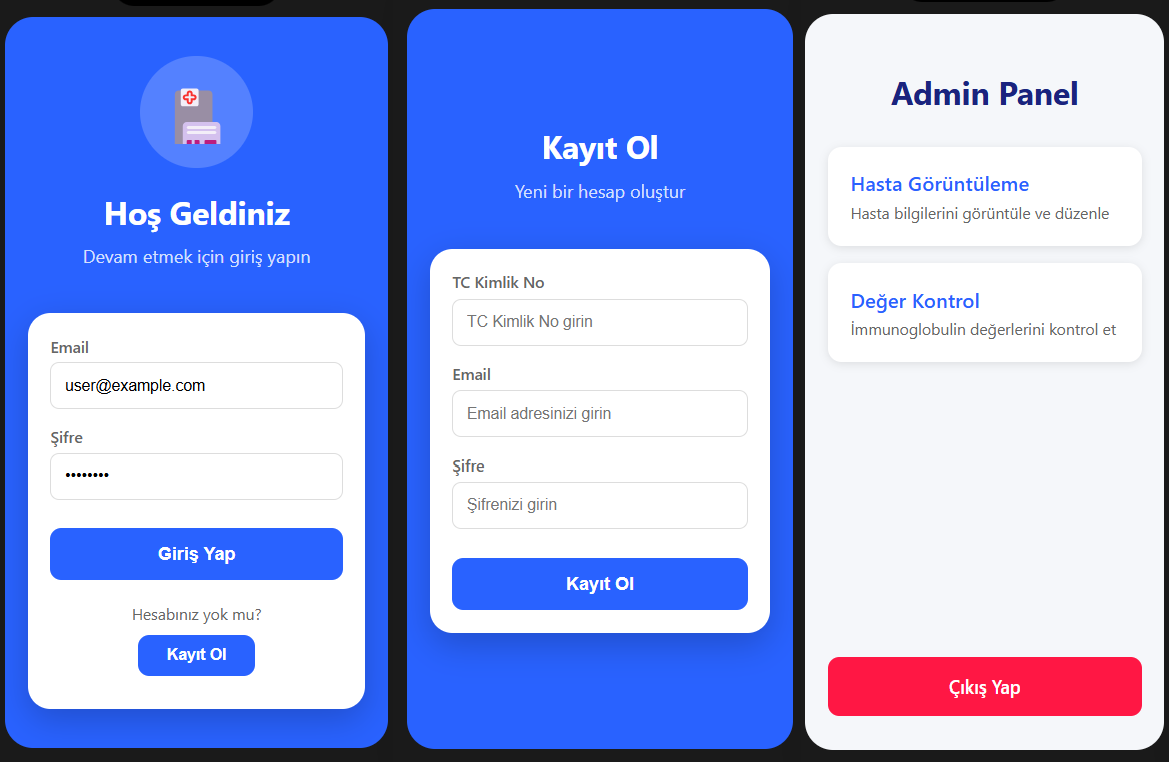 Hoş Geldiniz
Devam etmek için giriş yapın
Email
user@example.com
Şifre
••••••••
Giriş Yap
Hesabınız yok mu?
Kayıt Ol
Kayıt Ol
Yeni bir hesap oluştur
TC Kimlik No
TC Kimlik No girin
Email
Email adresinizi girin
Şifre
Şifrenizi girin
Kayıt Ol
Admin Panel
Hasta Görüntüleme
Hasta bilgilerini görüntüle ve düzenle
Değer Kontrol
İmmunoglobulin değerlerini kontrol et
Çıkış Yap